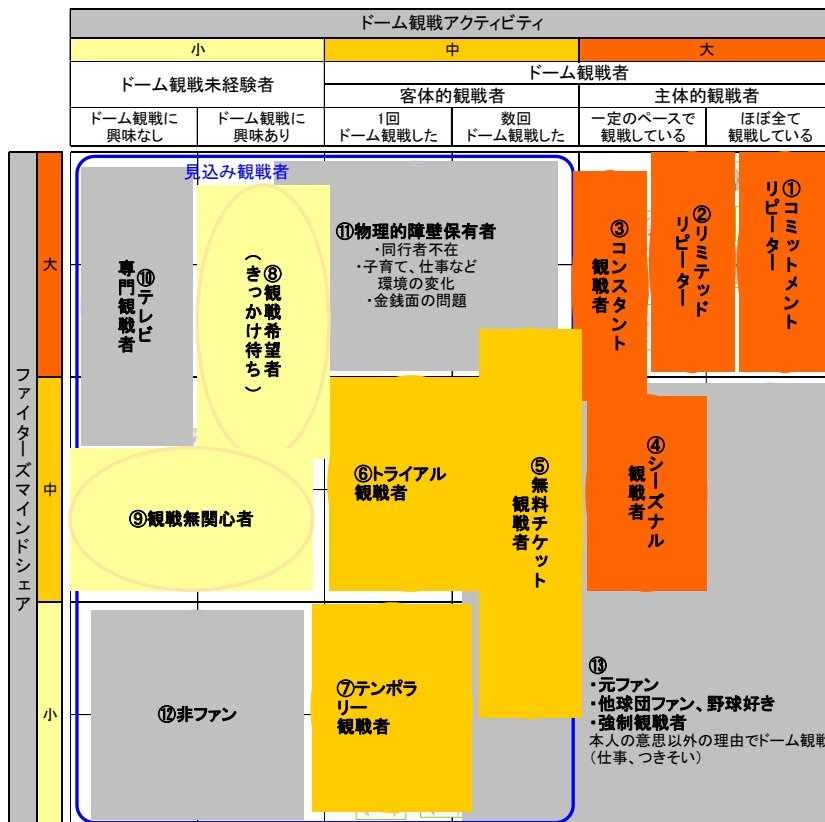 ドーム観戦アクティビティ
小
中
大
ドーム観戦未経験者
ドーム観戦者
客体的観戦者
主体的観戦者
ドーム観戦に
興味なし
ドーム観戦に
興味あり
1回
ドーム観戦した
数回
ドーム観戦した
一定のペースで
観戦している
ほぼ全て
観戦している
ファイターズマインドシェア
大
中
小
見込み観戦者
①コミットメント
リピーター
②リミテッド
リピーター
③コンスタント
観戦者
⑪物理的障壁保有者
・同行者不在
・子育て、仕事など
環境の変化
・金銭面の問題
⑧観戦希望者
(きっかけ待ち)
⑩テレビ
専門観戦者
④シーズナル
観戦者
⑤無料チケット
観戦者
⑥トライアル
観戦者
⑨観戦無関心者
⑦テンポラ
リー
観戦者
⑫非ファン
⑬
・元ファン
・他球団ファン、野球好き
・強制観戦者
本人の意思以外の理由でドーム観戦
(仕事、つきそい)